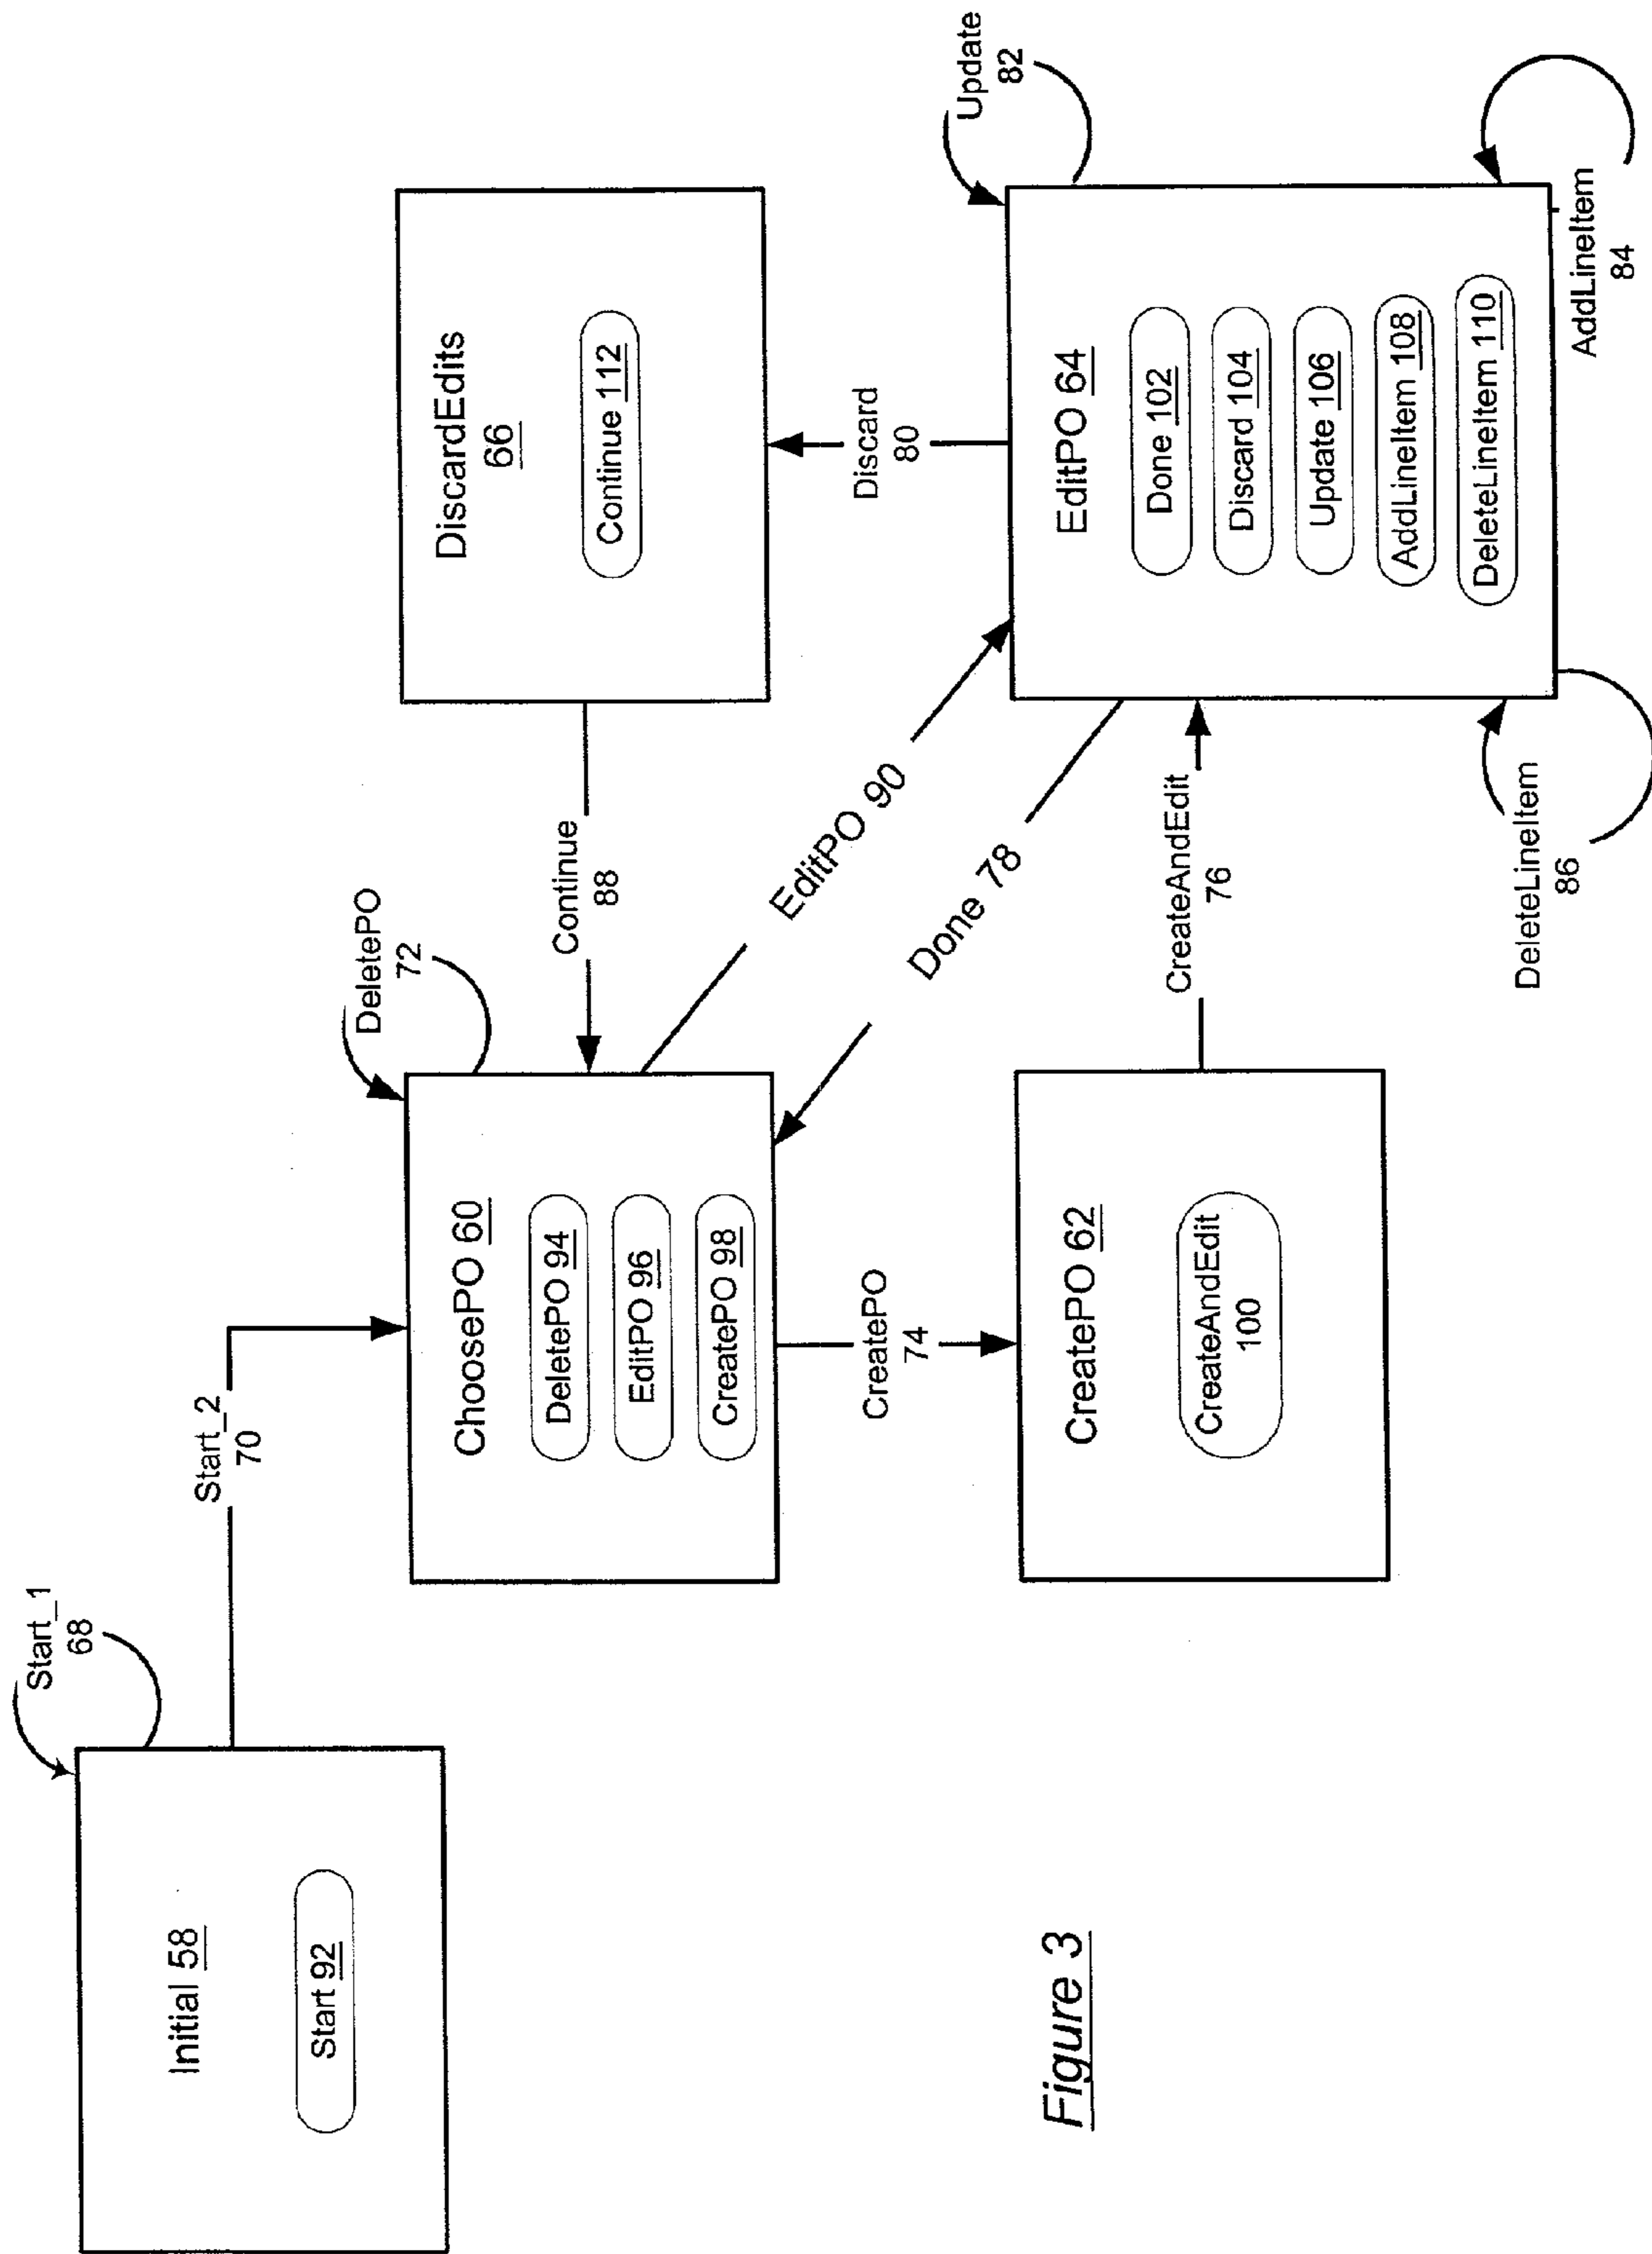 Start_1
68
Start_2
70
Initial 58
Start 92
DeletePO
72
ChoosePO 60
DeletePO 94
EditPO 96
CreatePO 98
Continue
88
DiscardEdits
66
Continue 112
CreatePO
74
EditPO 90
Done 78
Discard
80
Update
82
CreatePO 62
CreateAndEdit
100
CreateAndEdit
76
EditPO 64
Done 102
Discard 104
Update 106
AddLineItem 108
DeleteLineItem 110
DeleteLineItem
86
AddLineItem
84
Figure 3